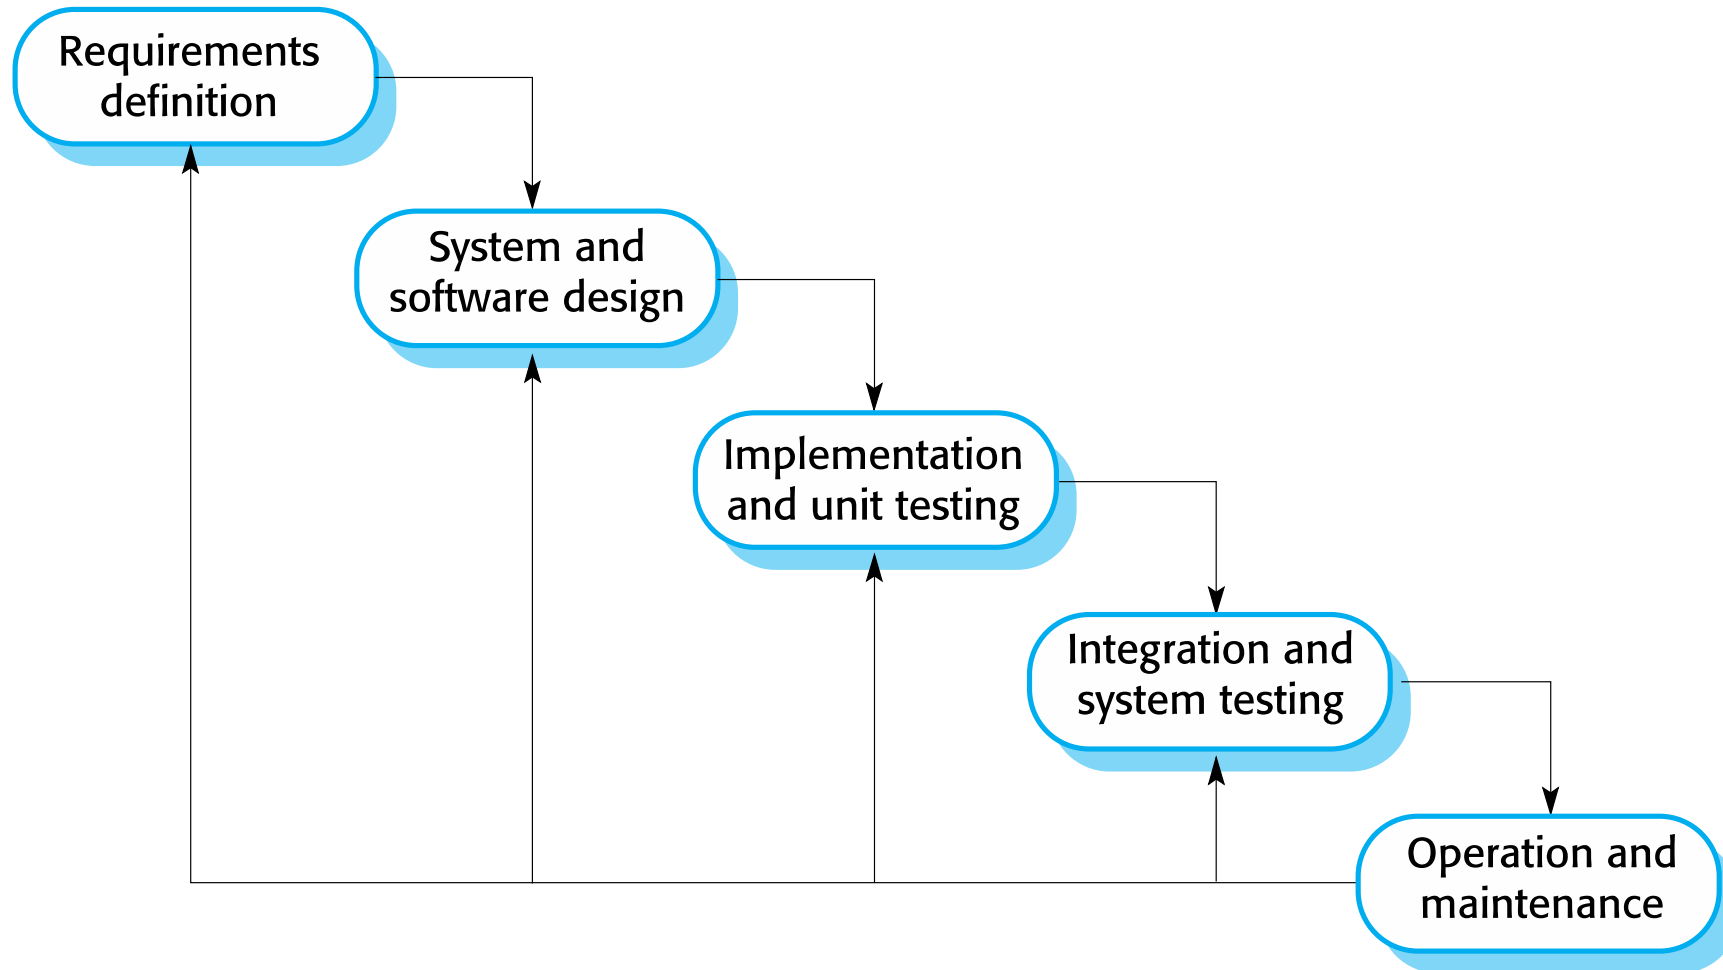 Requirements
definition
System and
software design
Implementation
and unit testing
Integration and
system testing
Operation and
maintenance